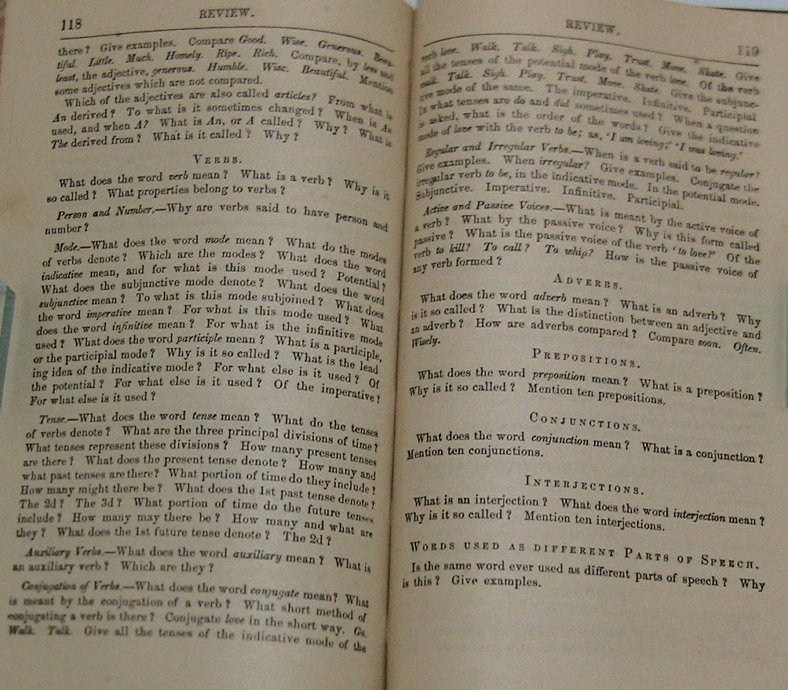 118
REVIEW.
there? Give examples. Compare Good. Wise. Generous. Beau-
tiful. Little. Much. Homely. Ripe. Rich. Compare, by less and
least, the adjective, generous. Humble. Wise. Beautiful. Mention
some adjectives which are not compared.
Which of the adjectives are also called articles? From what is
An derived? To what is it sometimes changed? When is An
used, and when A? What is An, or A called? Why? What is
The derived from? What is it called? Why?
VERBS.
What does the word verb mean? What is a verb? Why is it
so called? What properties belong to verbs?
Person and Number.—Why are verbs said to have person and
number?
Mode.—What does the word mode mean? What do the modes
of verbs denote? Which are the modes? What does the word
indicative mean, and for what is this mode used? Potential?
What does the subjunctive mode denote? What does the word
subjunctive mean? To what is this mode subjoined? What does
the word imperative mean? For what is this mode used? What
does the word infinitive mean? For what is the infinitive mode
used? What does the word participle mean? What is a participle,
or the participial mode? Why is it so called? What is the lead
ing idea of the indicative mode? For what else is it used? Of
the potential? For what else is it used? Of the imperative?
For what else is it used?
Tense.—What does the word tense mean? What do the tenses
of verbs denote? What are the three principal divisions of time?
What tenses represent these divisions? How many present tenses
are there? What does the present tense denote? How many and
what past tenses are there? What portion of time do they include?
How many might there be? What does the 1st past tense denote?
The 2d? The 3d? What portion of time do the future tenses
include? How many may there be? How many and what are
they? What does the 1st future tense denote? The 2d?
Auxiliary Verbs.—What does the word auxiliary mean? What is
an auxiliary verb? Which are they?
Conjugation of Verbs.—What does the word conjugate mean? What
is meant by the conjugation of a verb? What short method of
conjugating a verb is there? Conjugate love in the short way. Go.
Walk. Talk. Give all the tenses of the indicative mode of the
REVIEW.
119
verb love. Walk. Talk. Sigh. Play. Trust. Move. Skate. Give
all the tenses of the potential mode of the verb love. Of the verb
walk. Talk. Sigh. Play. Trust. Move. Skate. Give the subjunc-
tive mode of the same. The imperative. Infinitive. Participial.
In what tenses are do and did sometimes used? When a question
is asked, what is the order of the words? Give the indicative
mode of love with the verb to be; as, 'I am loving;' 'I was loving.'
Regular and Irregular Verbs.—When is a verb said to be regular?
Give examples. When irregular? Give examples. Conjugate the
irregular verb to be, in the indicative mode. In the potential mode.
Subjunctive. Imperative. Infinitive. Participial.
Active and Passive Voices.—What is meant by the active voice of
a verb? What by the passive voice? Why is this form called
passive? What is the passive voice of the verb 'to love?' Of the
verb to kill? To call? To whip? How is the passive voice of
any verb formed?
ADVERBS.
What does the word adverb mean? What is an adverb? Why
is it so called? What is the distinction between an adjective and
an adverb? How are adverbs compared? Compare soon. Often.
Wisely.
PREPOSITIONS.
What does the word preposition mean? What is a preposition?
Why is it so called? Mention ten prepositions.
CONJUNCTIONS.
What does the word conjunction mean? What is a conjunction?
Mention ten conjunctions.
INTERJECTIONS.
What is an interjection? What does the word interjection mean?
Why is it so called? Mention ten interjections.
WORDS USED AS DIFFERENT PARTS OF SPEECH.
Is the same word ever used as different parts of speech? Why
is this? Give examples.